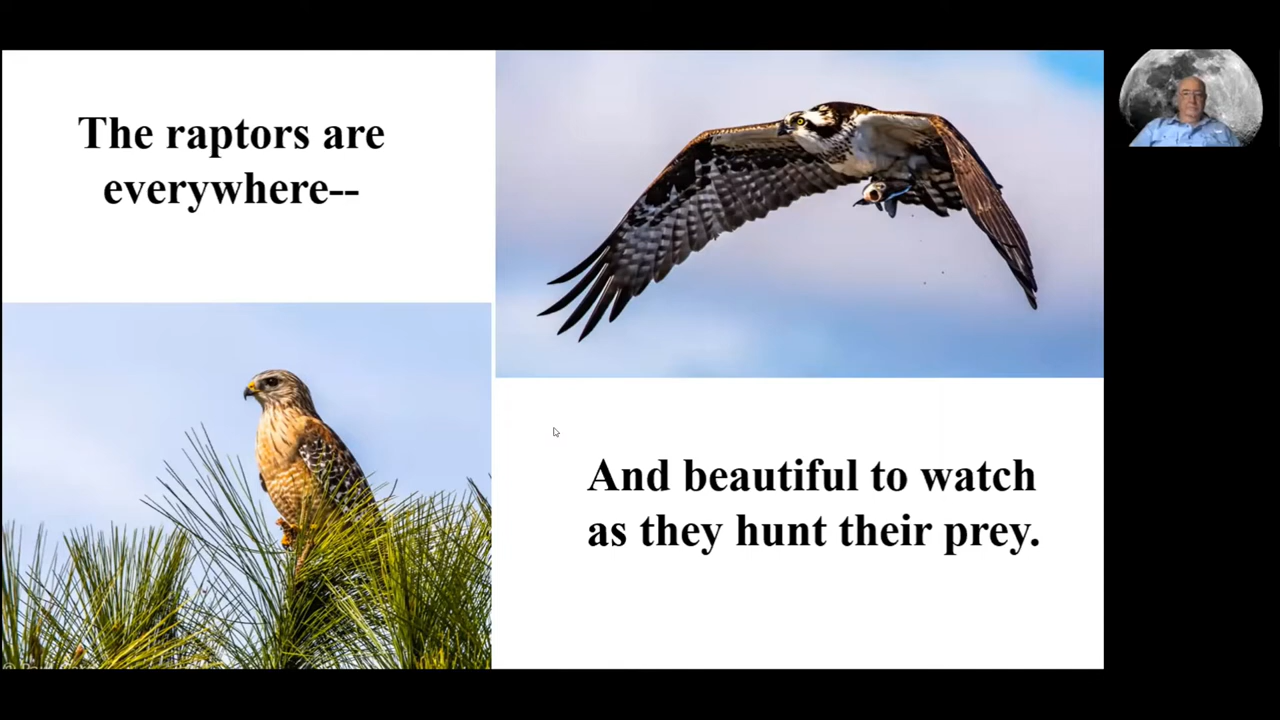 The raptors are
everywhere--
And beautiful to watch
as they hunt their prey.